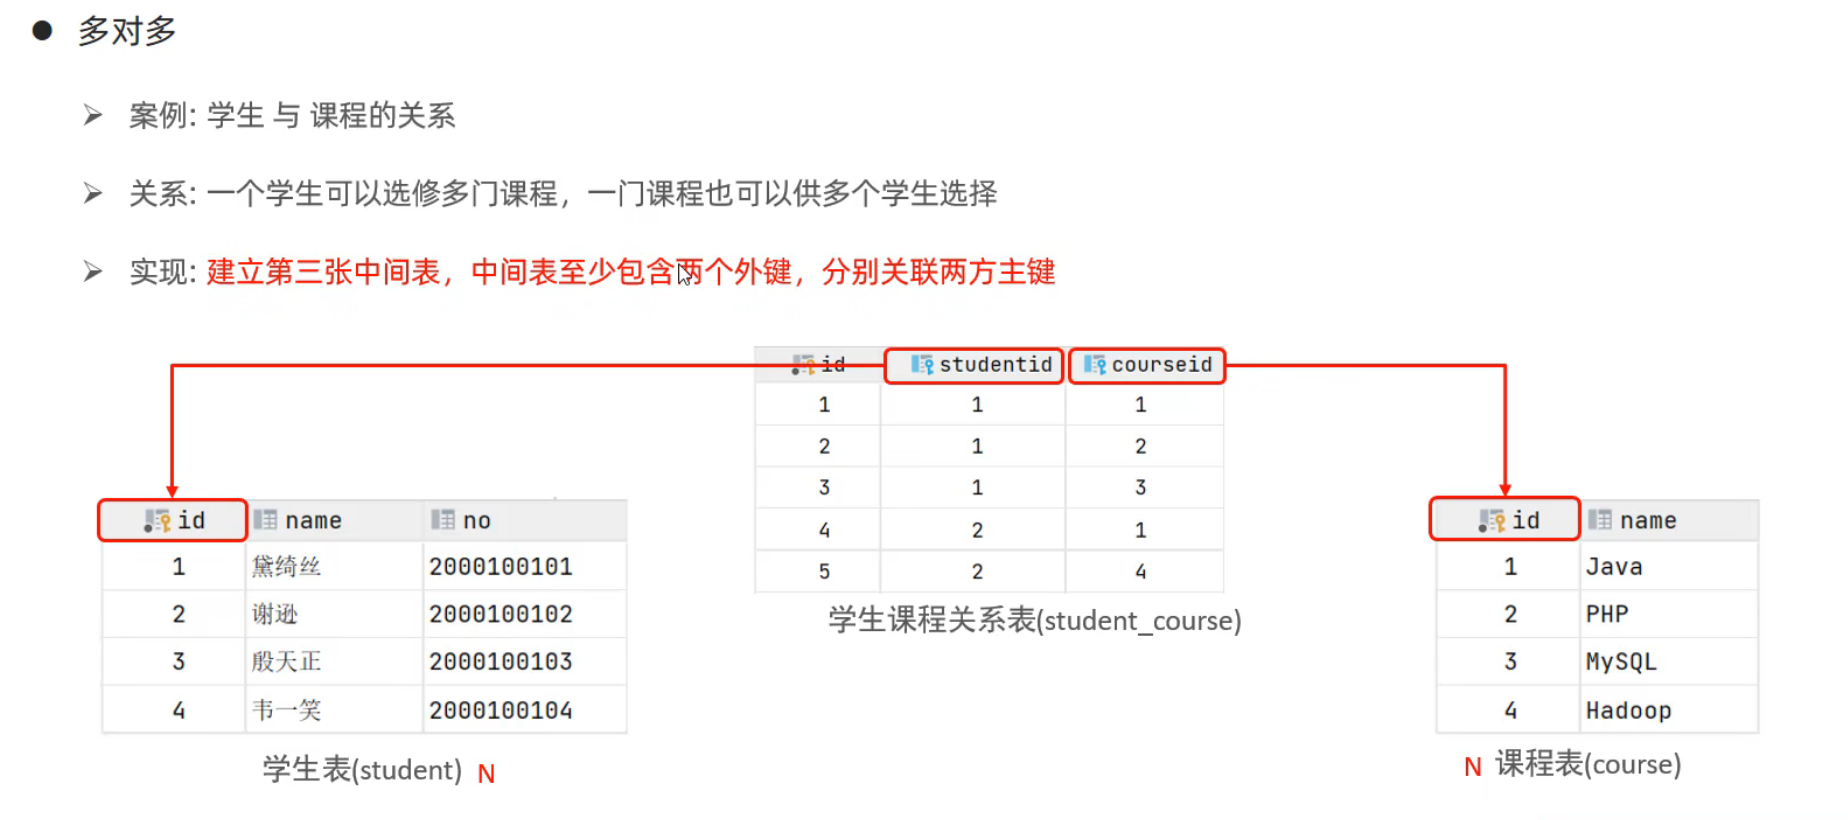 多对多
案例: 学生 与 课程的关系
关系: 一个学生可以选修多门课程，一门课程也可以供多个学生选择
实现: 建立第三张中间表，中间表至少包含两个外键，分别关联两方主键
id studentid courseid
1 1 1
2 1 2
3 1 3
4 2 1
5 2 4
学生课程关系表(student_course)
id name no
1 黛绮丝 2000100101
2 谢逊 2000100102
3 殷天正 2000100103
4 韦一笑 2000100104
学生表(student) N
id name
1 Java
2 PHP
3 MySQL
4 Hadoop
N 课程表(course)